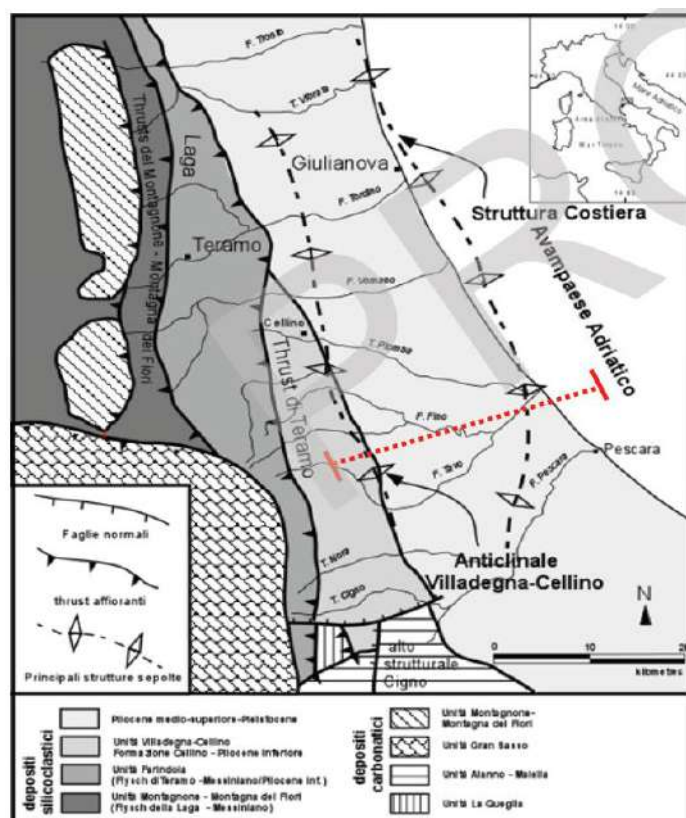 F. Tronto
T. Vibrata
Giulianova
F. Tordino
Struttura Costiera
Laga
Teramo
Thrusts del Montagnone - Montagna dei Fiori
F. Vomano
Avampaese Adriatico
Cellino
T. Piomba
Thrust di Teramo
F. Fino
F. Tavo
Pescara
F. Pescara
Anticlinale
Villadegna-Cellino
T. Nora
T. Cigno
alto
strutturale
Cigno
N
0
10
20
kilometres
Mare Adriatico
Faglie normali
thrust affioranti
Principali strutture sepolte
depositi
silicoclastici
Pliocene medio-superiore-Pleistocene
Unità Villadegna-Cellino
Formazione Cellino - Pliocene inferiore
Unità Farindola
(Flysch di Teramo - Messiniano/Pliocene inf.)
Unità Montagnone - Montagna dei Fiori
(Flysch della Laga - Messiniano)
depositi
carbonatici
Unità Montagnone-
Montagna dei Fiori
Unità Gran Sasso
Unità Alanno - Maiella
Unità La Queglia